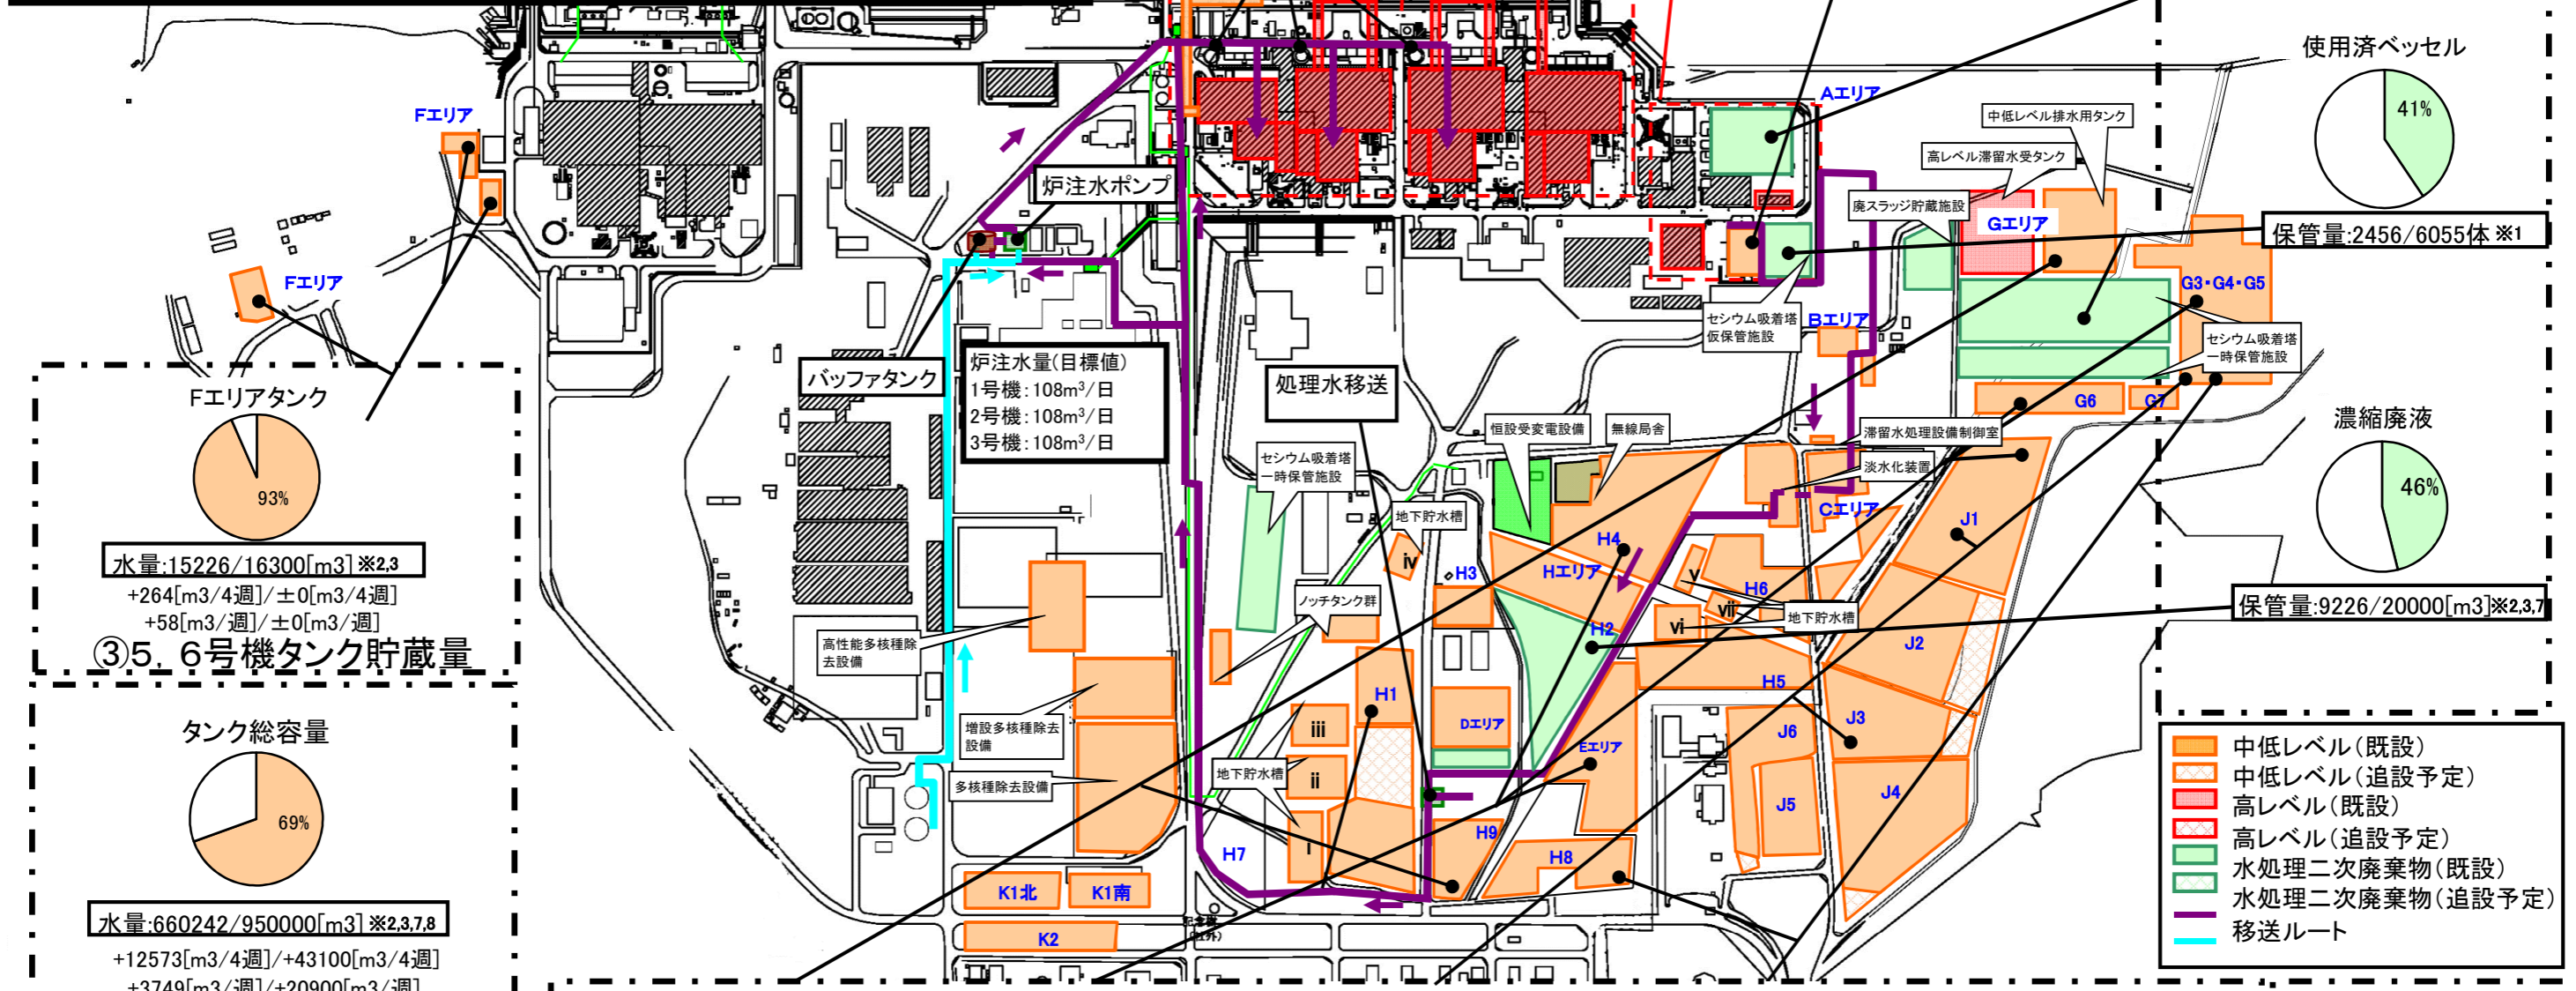 Fエリア
Fエリア
Fエリアタンク
93%
水量:15226/16300[m3]※2,3
+264[m3/4週]/±0[m3/4週]
+58[m3/週]/±0[m3/週]
③5，6号機タンク貯蔵量
タンク総容量
69%
水量:660242/950000[m3]※2,3,7,8
+12573[m3/4週]/+43100[m3/4週]
+3749[m3/週]/+20900[m3/週]
炉注水ポンプ
バッファタンク
炉注水量(目標値)
1号機:108m³/日
2号機:108m³/日
3号機:108m³/日
処理水移送
セシウム吸着塔
一時保管施設
恒設受変電設備
無線局舎
地下貯水槽
ノッチタンク群
高性能多核種除
去設備
増設多核種除去
設備
多核種除去設備
地下貯水槽
iv
iii
ii
i
H1
H3
H4
Hエリア
H2
v
H6
vii
vi
地下貯水槽
H5
Dエリア
Eエリア
H7
H9
H8
K1北
K1南
K2
Aエリア
Bエリア
Cエリア
セシウム吸着塔
仮保管施設
滞留水処理設備制御室
淡水化装置
中低レベル排水用タンク
高レベル滞留水受タンク
廃スラッジ貯蔵施設
Gエリア
G3・G4・G5
セシウム吸着塔
一時保管施設
G6
G7
J1
J2
J3
J4
J5
J6
使用済ベッセル
41%
保管量:2456/6055体 ※1
濃縮廃液
46%
保管量:9226/20000[m3]※2,3,7
中低レベル(既設)
中低レベル(追設予定)
高レベル(既設)
高レベル(追設予定)
水処理二次廃棄物(既設)
水処理二次廃棄物(追設予定)
移送ルート